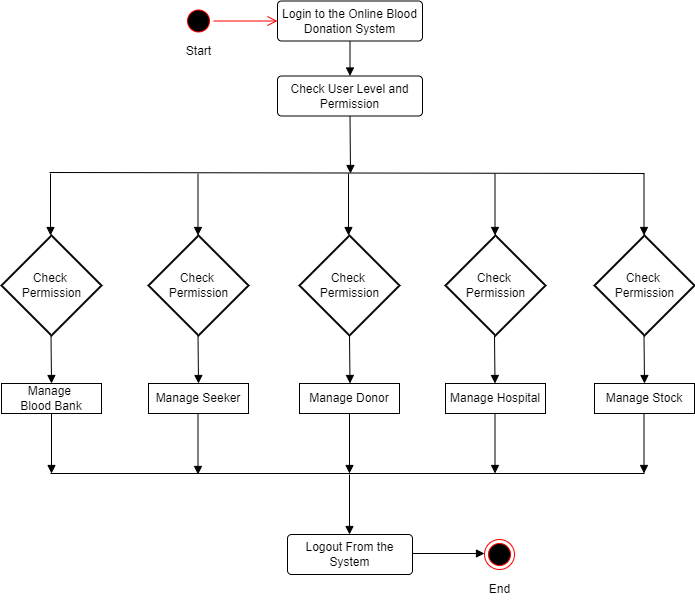 Login to the Online Blood
Donation System
Start
Check User Level and
Permission
Check
Permission
Check
Permission
Check
Permission
Check
Permission
Check
Permission
Manage
Blood Bank
Manage Seeker
Manage Donor
Manage Hospital
Manage Stock
Logout From the
System
End